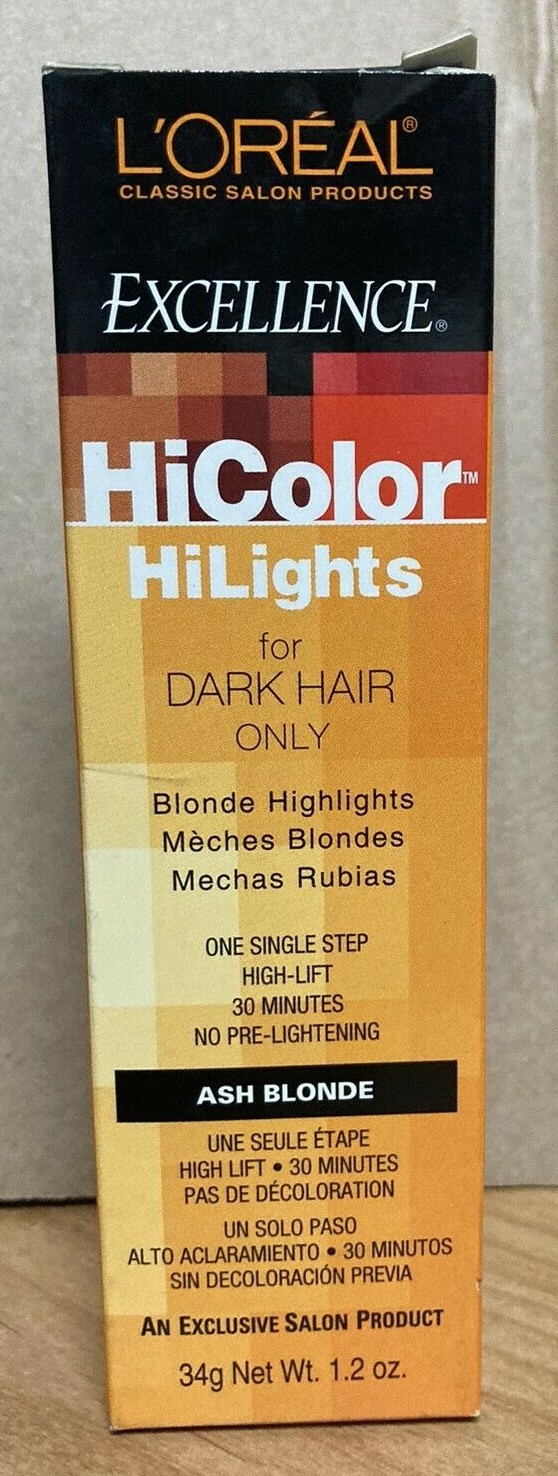 L'ORÉAL®
CLASSIC SALON PRODUCTS
EXCELLENCE®
HiColor™
HiLights
for
DARK HAIR
ONLY
Blonde Highlights
Mèches Blondes
Mechas Rubias
ONE SINGLE STEP
HIGH-LIFT
30 MINUTES
NO PRE-LIGHTENING
ASH BLONDE
UNE SEULE ÉTAPE
HIGH LIFT • 30 MINUTES
PAS DE DÉCOLORATION
UN SOLO PASO
ALTO ACLARAMIENTO • 30 MINUTOS
SIN DECOLORACIÓN PREVIA
AN EXCLUSIVE SALON PRODUCT
34g Net Wt. 1.2 oz.